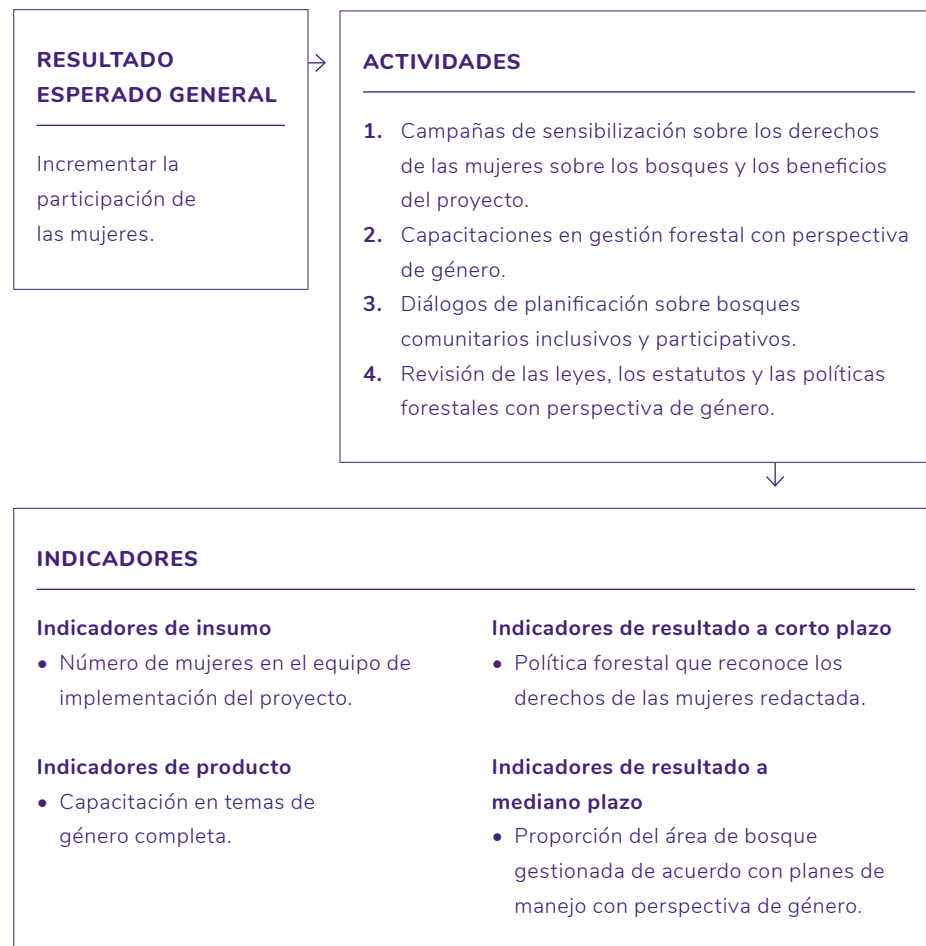 RESULTADO
ESPERADO GENERAL
Incrementar la
participación de
las mujeres.
ACTIVIDADES
1. Campañas de sensibilización sobre los derechos
de las mujeres sobre los bosques y los beneficios
del proyecto.
2. Capacitaciones en gestión forestal con perspectiva
de género.
3. Diálogos de planificación sobre bosques
comunitarios inclusivos y participativos.
4. Revisión de las leyes, los estatutos y las políticas
forestales con perspectiva de género.
INDICADORES
Indicadores de insumo
• Número de mujeres en el equipo de
implementación del proyecto.
Indicadores de producto
• Capacitación en temas de
género completa.
Indicadores de resultado a corto plazo
• Política forestal que reconoce los
derechos de las mujeres redactada.
Indicadores de resultado a
mediano plazo
• Proporción del área de bosque
gestionada de acuerdo con planes de
manejo con perspectiva de género.